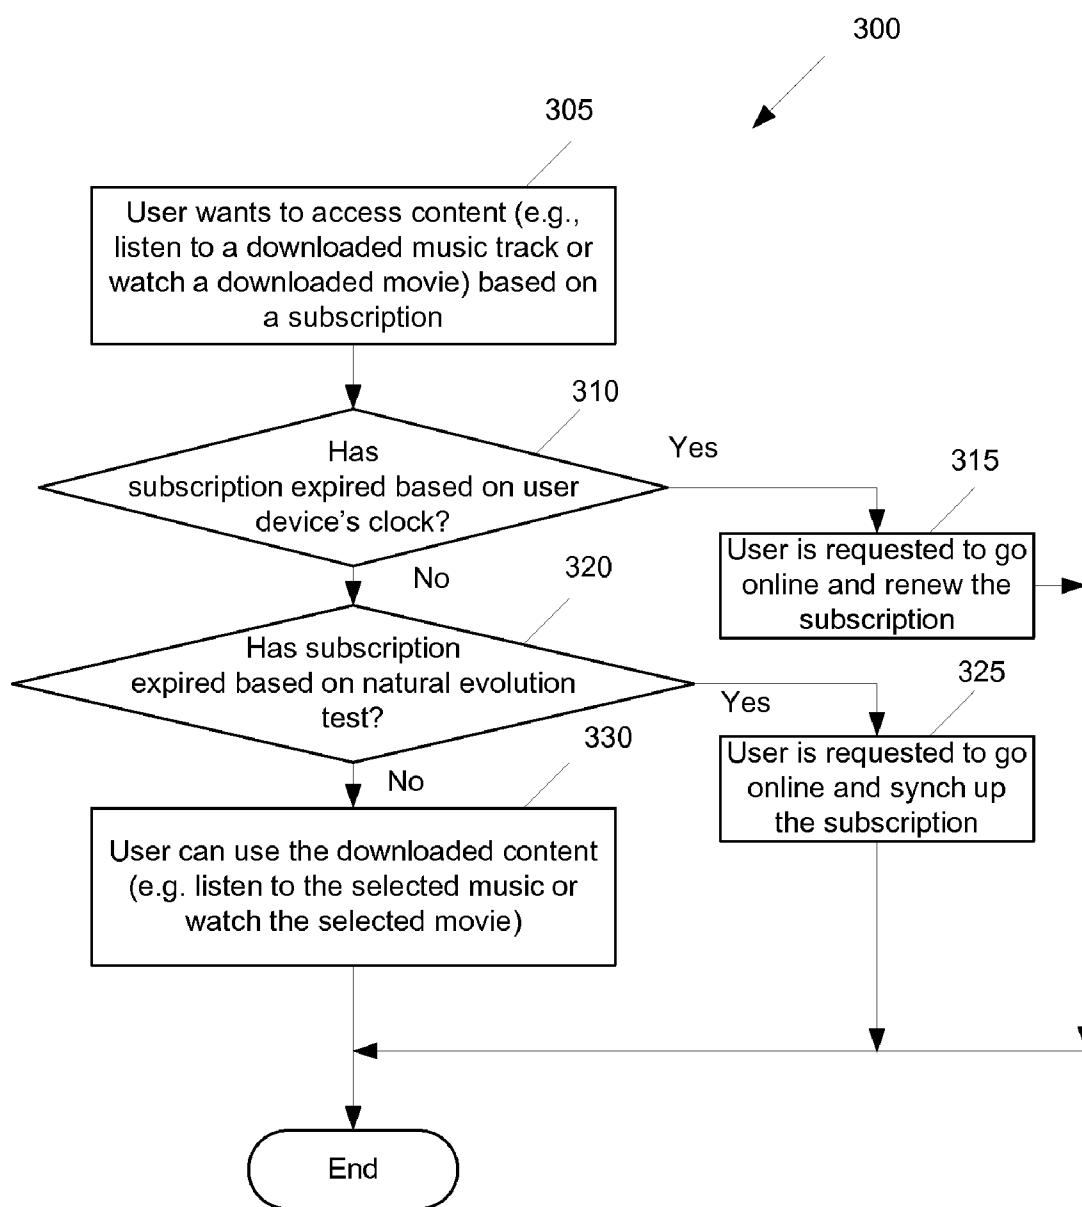 300
305
User wants to access content (e.g.,
listen to a downloaded music track or
watch a downloaded movie) based on
a subscription
310
Has
subscription expired based on user
device's clock?
Yes
315
User is requested to go
online and renew the
subscription
No
320
Has subscription
expired based on natural evolution
test?
Yes
325
User is requested to go
online and synch up
the subscription
No
330
User can use the downloaded content
(e.g. listen to the selected music or
watch the selected movie)
End